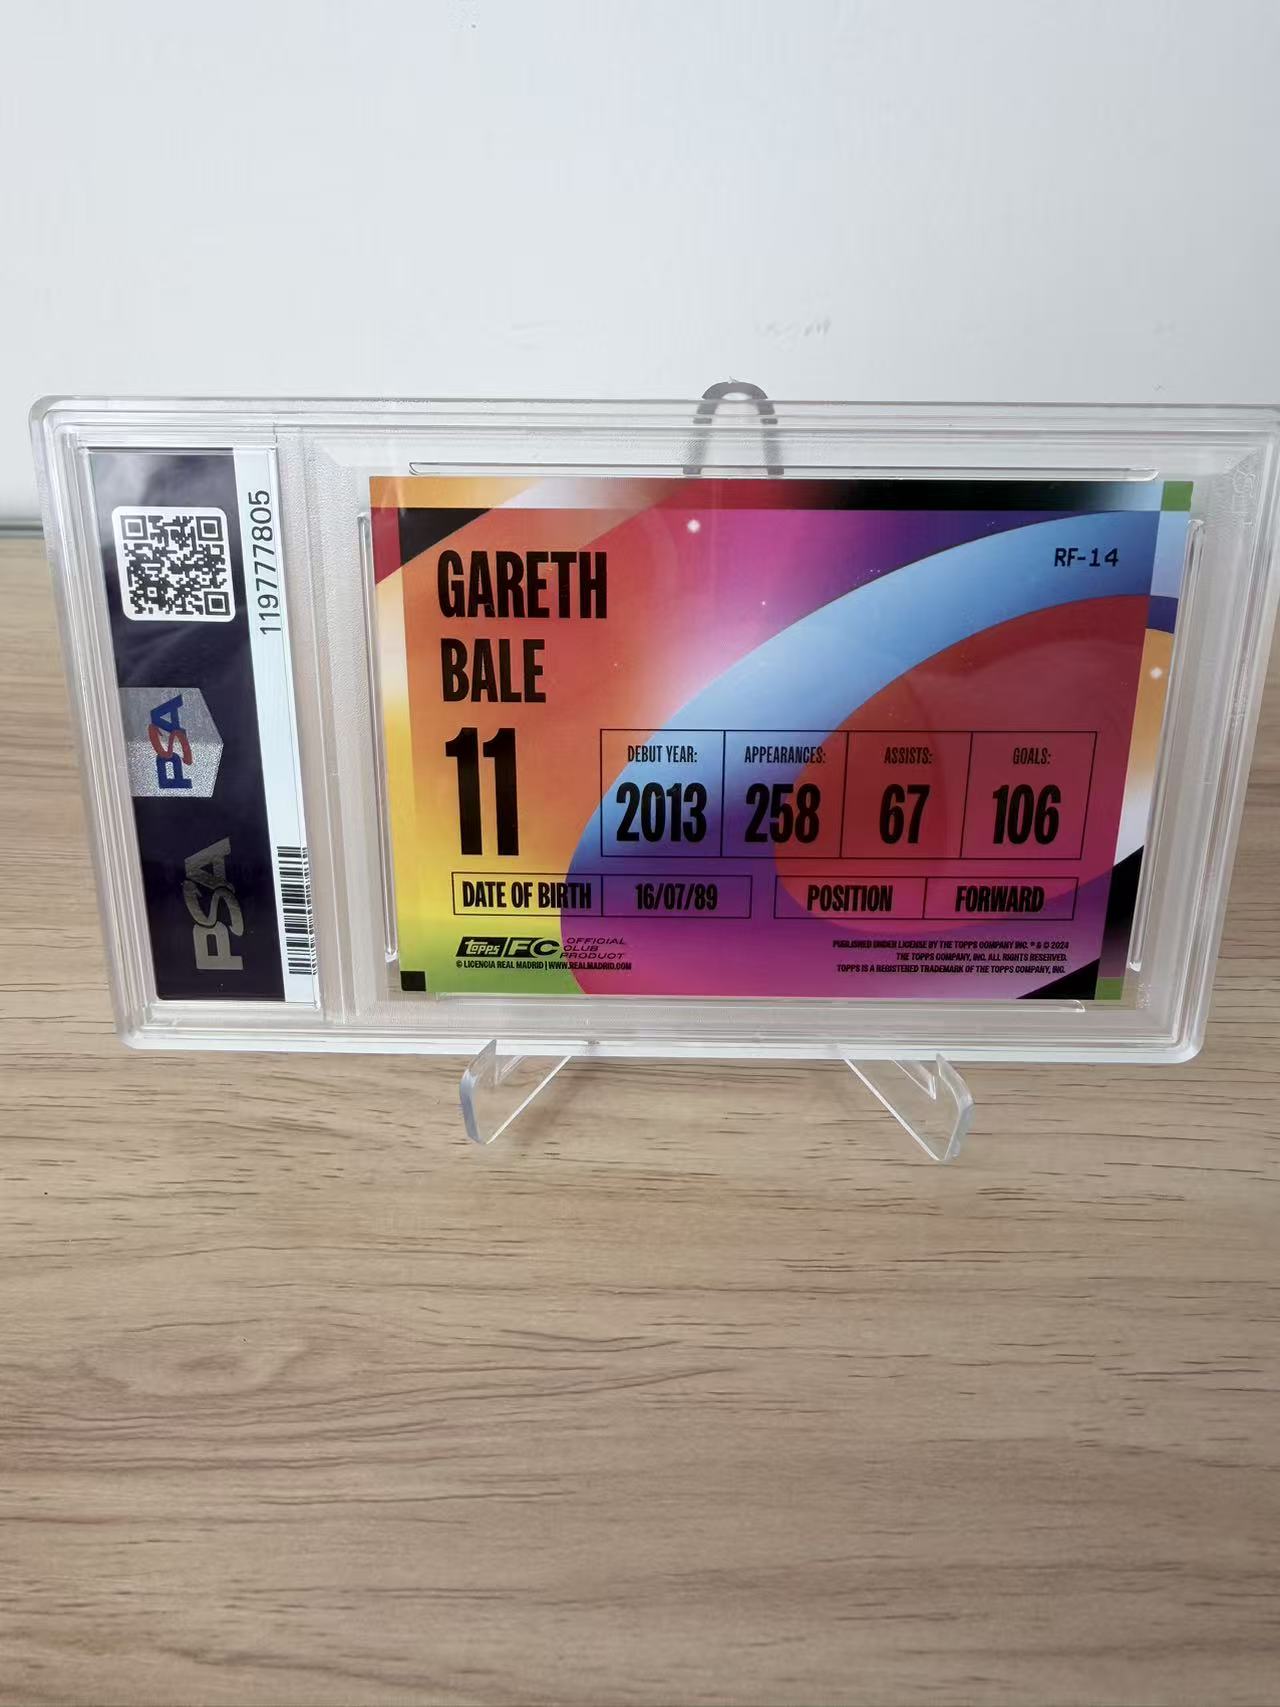 119777805
PSA
PSA
GARETH
BALE
11
RF-14
DEBUT YEAR:
2013
APPEARANCES:
258
ASSISTS:
67
GOALS:
106
DATE OF BIRTH
16/07/89
POSITION
FORWARD
Topps FC OFFICIAL
CLUB
PRODUCT
© LICENCIA REAL MADRID | WWW.REALMADRID.COM
PUBLISHED UNDER LICENSE BY THE TOPPS COMPANY INC. ® & © 2024
THE TOPPS COMPANY, INC. ALL RIGHTS RESERVED.
TOPPS IS A REGISTERED TRADEMARK OF THE TOPPS COMPANY, INC.